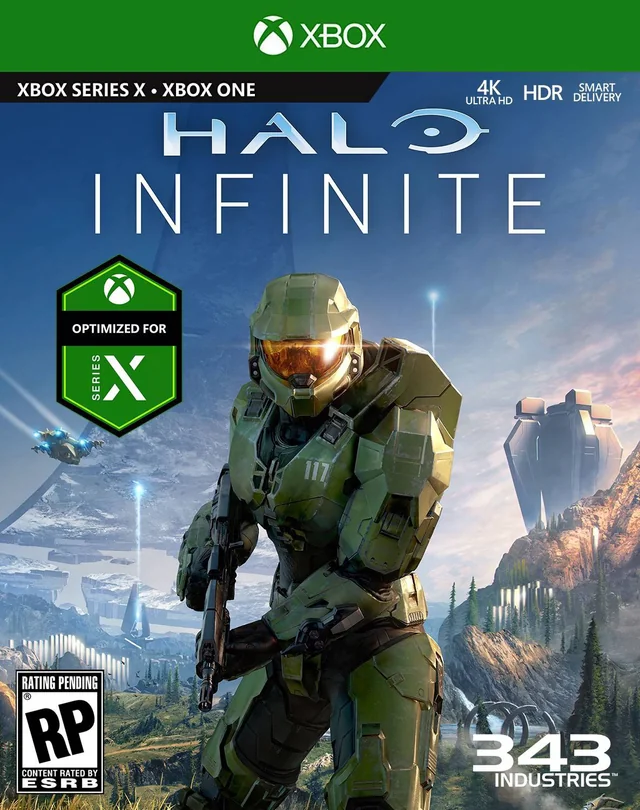 XBOX
XBOX SERIES X • XBOX ONE
4K
ULTRA HD
HDR
SMART
DELIVERY
HALO
INFINITE
OPTIMIZED FOR
SERIES X
117
RATING PENDING
®
RP
CONTENT RATED BY
ESRB
343
INDUSTRIES™